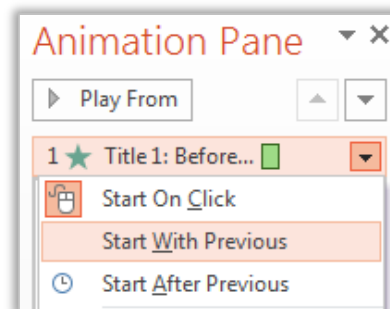 Animation Pane
Play From
1 Title 1: Before...
Start On Click
Start With Previous
Start After Previous